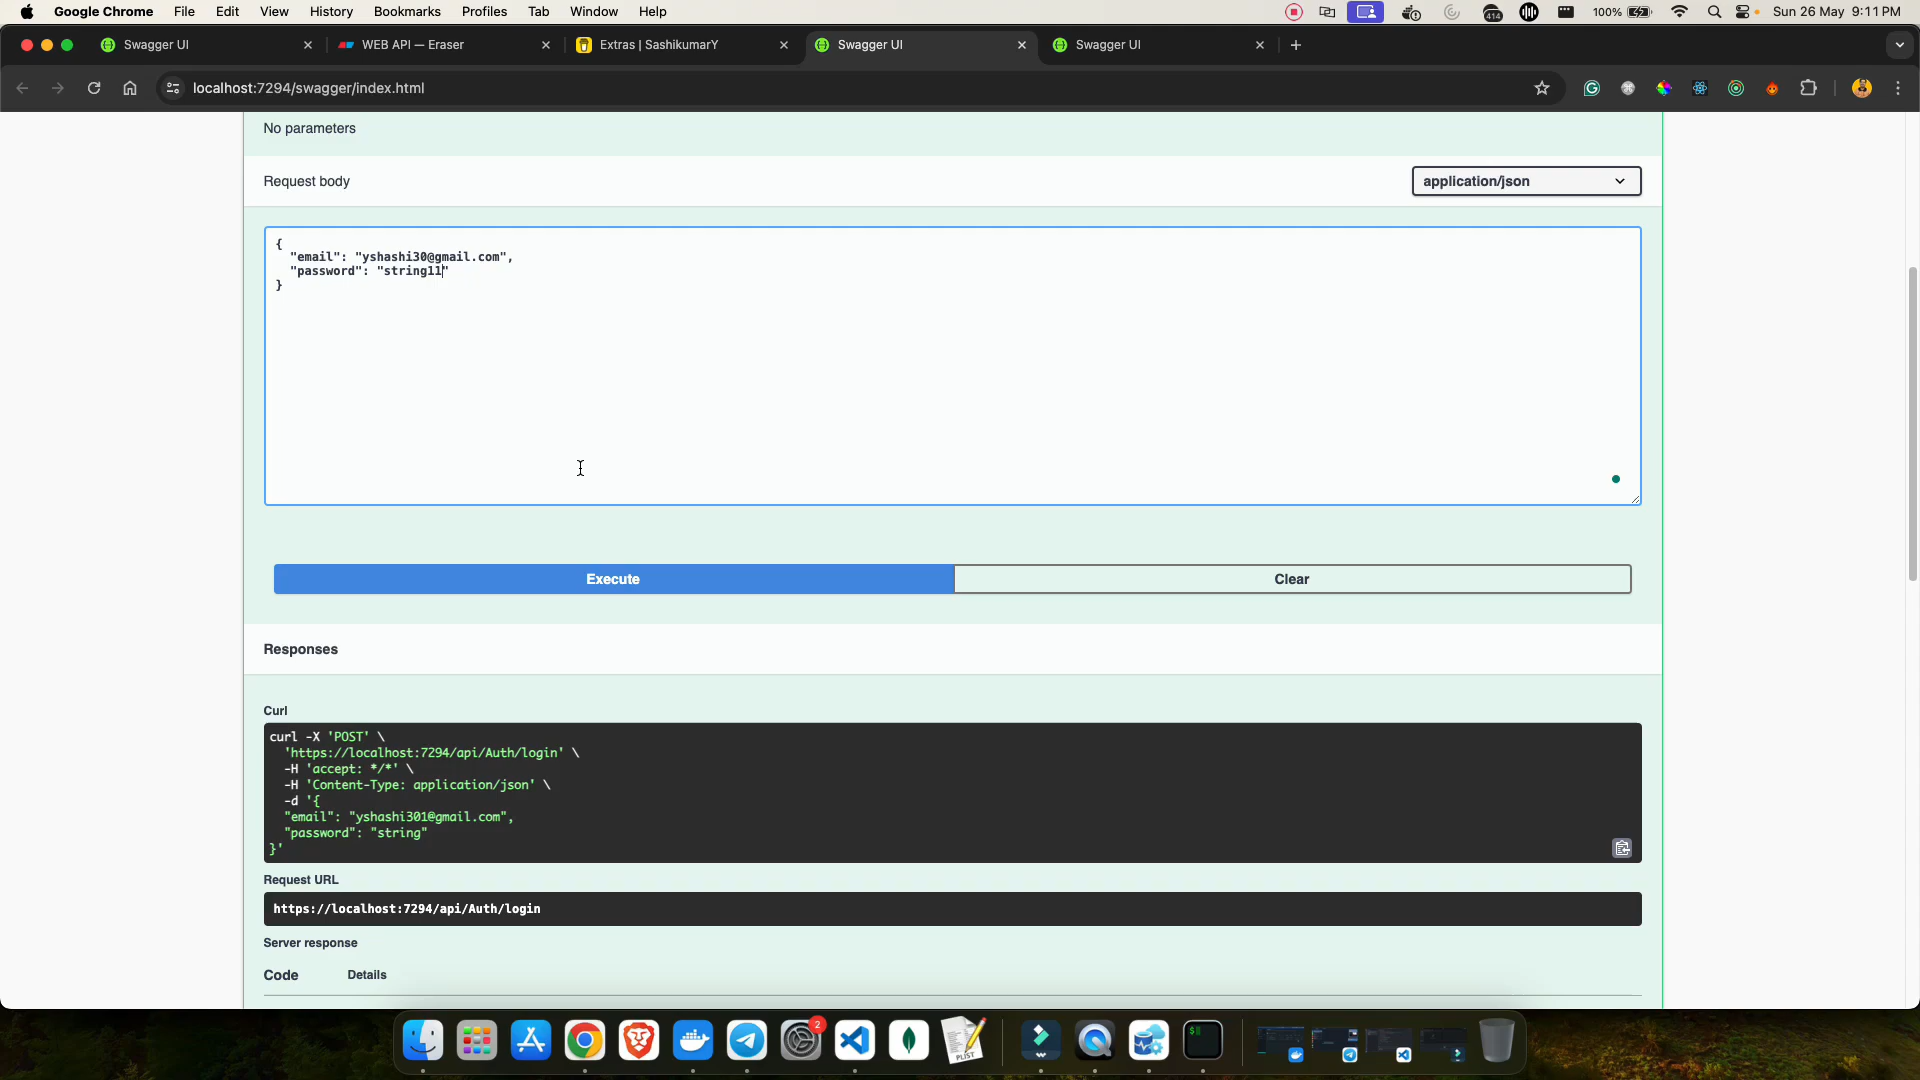 Google Chrome File Edit View History Bookmarks Profiles Tab Window Help 414 100% Sun 26 May 9:11 PM
Swagger UI WEB API — Eraser Extras | SashikumarY Swagger UI Swagger UI
localhost:7294/swagger/index.html
No parameters
Request body application/json
{
"email": "yshashi30@gmail.com",
"password": "string11"
}
Execute Clear
Responses
Curl
curl -X 'POST' \
'https://localhost:7294/api/Auth/login' \
-H 'accept: */*' \
-H 'Content-Type: application/json' \
-d '{
"email": "yshashi301@gmail.com",
"password": "string"
}'
Request URL
https://localhost:7294/api/Auth/login
Server response
Code Details
2
PLIST
$